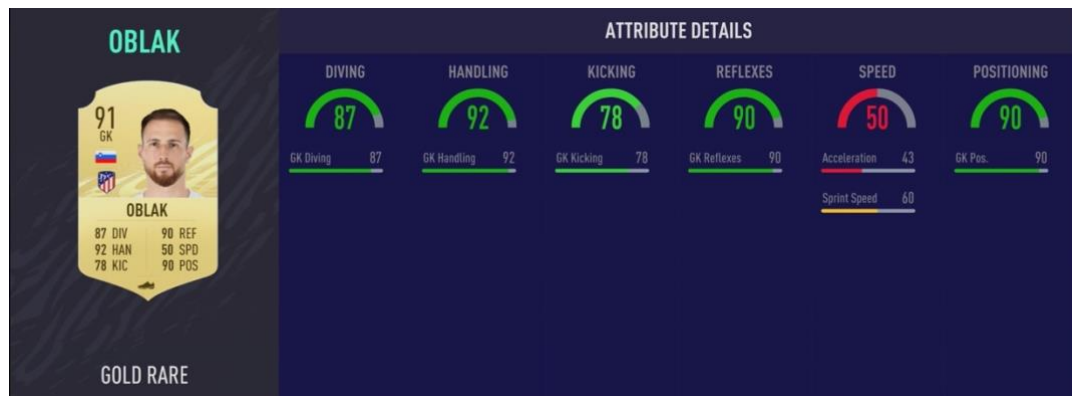 OBLAK
91
GK
OBLAK
87 DIV 90 REF
92 HAN 50 SPD
78 KIC 90 POS
GOLD RARE
ATTRIBUTE DETAILS
DIVING HANDLING KICKING REFLEXES SPEED POSITIONING
87 92 78 90 50 90
GK Diving 87 GK Handling 92 GK Kicking 78 GK Reflexes 90 Acceleration 43 GK Pos. 90
Sprint Speed 60